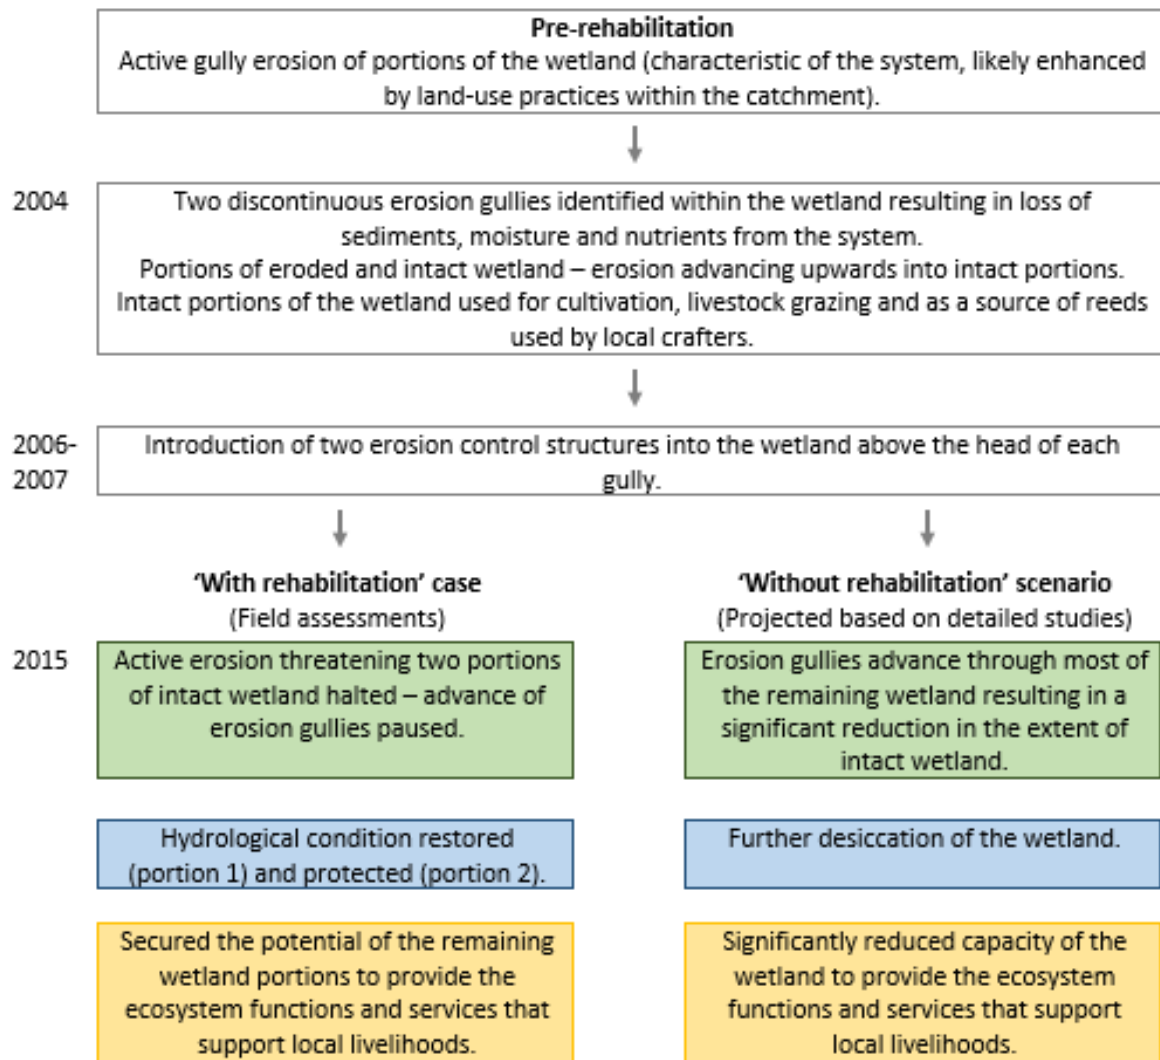 Pre-rehabilitation
Active gully erosion of portions of the wetland (characteristic of the system, likely enhanced
by land-use practices within the catchment).
2004
Two discontinuous erosion gullies identified within the wetland resulting in loss of
sediments, moisture and nutrients from the system.
Portions of eroded and intact wetland – erosion advancing upwards into intact portions.
Intact portions of the wetland used for cultivation, livestock grazing and as a source of reeds
used by local crafters.
2006-
2007
Introduction of two erosion control structures into the wetland above the head of each
gully.
‘With rehabilitation’ case
(Field assessments)
‘Without rehabilitation’ scenario
(Projected based on detailed studies)
2015
Active erosion threatening two portions
of intact wetland halted – advance of
erosion gullies paused.
Erosion gullies advance through most of
the remaining wetland resulting in a
significant reduction in the extent of
intact wetland.
Hydrological condition restored
(portion 1) and protected (portion 2).
Further desiccation of the wetland.
Secured the potential of the remaining
wetland portions to provide the
ecosystem functions and services that
support local livelihoods.
Significantly reduced capacity of the
wetland to provide the ecosystem
functions and services that support
local livelihoods.